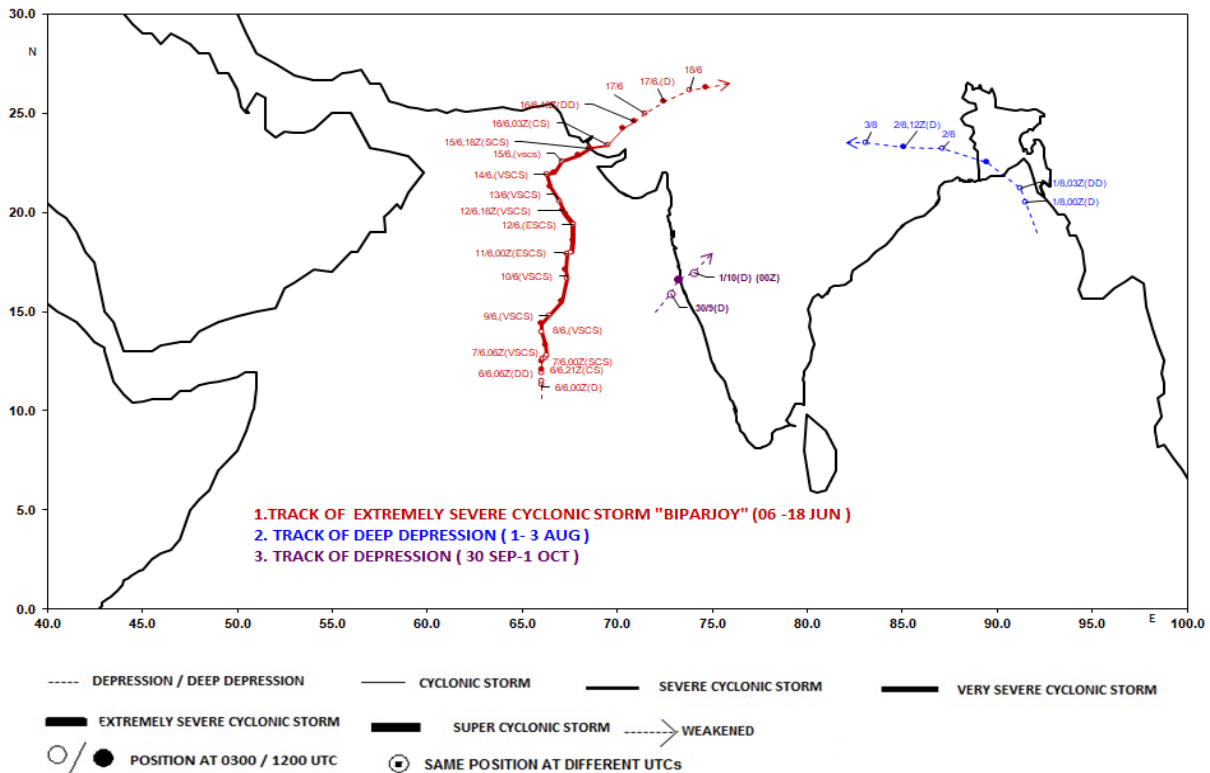 30.0
N
25.0
20.0
15.0
10.0
5.0
0.0
40.0 45.0 50.0 55.0 60.0 65.0 70.0 75.0 80.0 85.0 90.0 95.0 100.0
E
18/6
17/6,(D)
17/6
16/6,03Z(CS)
15/6,18Z(SCS)
15/6,(VSCS)
14/6,(VSCS)
13/6(VSCS)
12/6,18Z(VSCS)
12/6,(ESCS)
11/6,00Z(ESCS)
10/6(VSCS)
9/6,(VSCS)
8/6,(VSCS)
7/6,06Z(VSCS)
7/6,00Z(SCS)
6/6,21Z(CS)
6/6,06Z(DD)
6/6,00Z(D)
3/8
2/8,12Z(D)
2/8
1/8,03Z(DD)
1/8,00Z(D)
1/10(D) (00Z)
30/9(D)
1.TRACK OF EXTREMELY SEVERE CYCLONIC STORM "BIPARJOY" (06 -18 JUN )
2. TRACK OF DEEP DEPRESSION ( 1- 3 AUG )
3. TRACK OF DEPRESSION ( 30 SEP-1 OCT )
DEPRESSION / DEEP DEPRESSION CYCLONIC STORM SEVERE CYCLONIC STORM VERY SEVERE CYCLONIC STORM
EXTREMELY SEVERE CYCLONIC STORM SUPER CYCLONIC STORM WEAKENED
POSITION AT 0300 / 1200 UTC SAME POSITION AT DIFFERENT UTCs